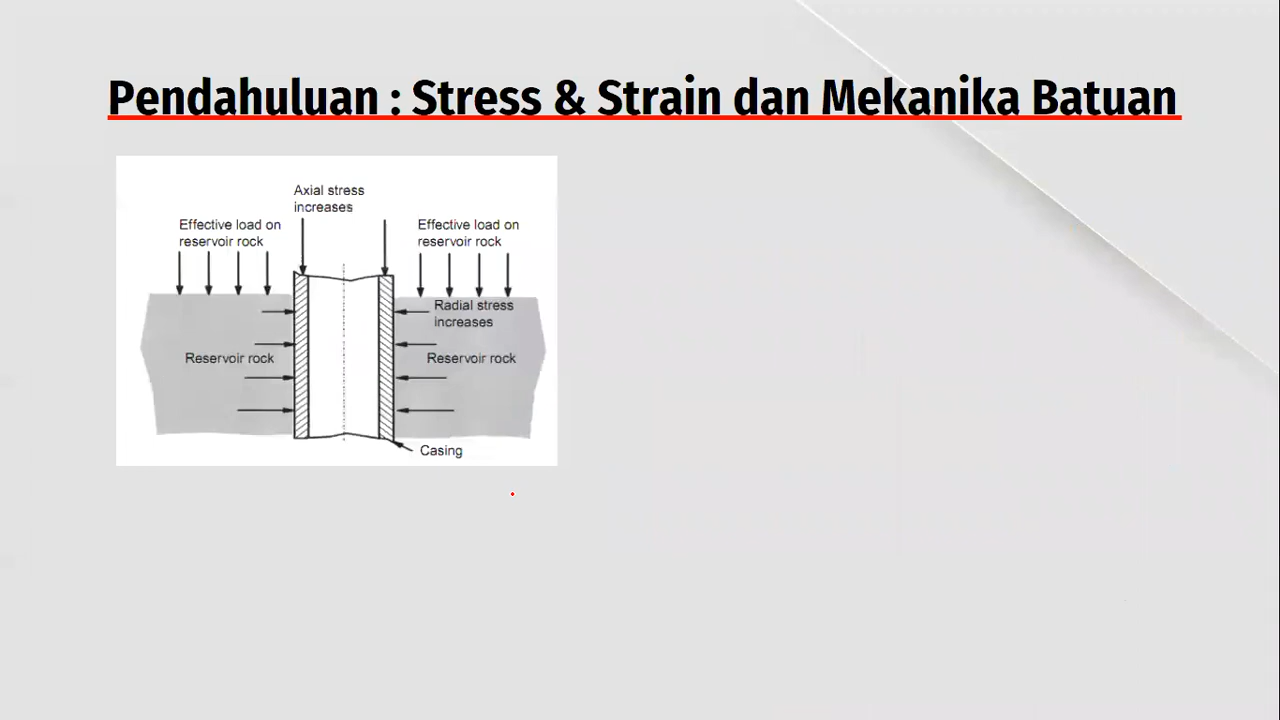 Pendahuluan : Stress & Strain dan Mekanika Batuan
Axial stress
increases
Effective load on
reservoir rock
Effective load on
reservoir rock
Radial stress
increases
Reservoir rock
Reservoir rock
Casing